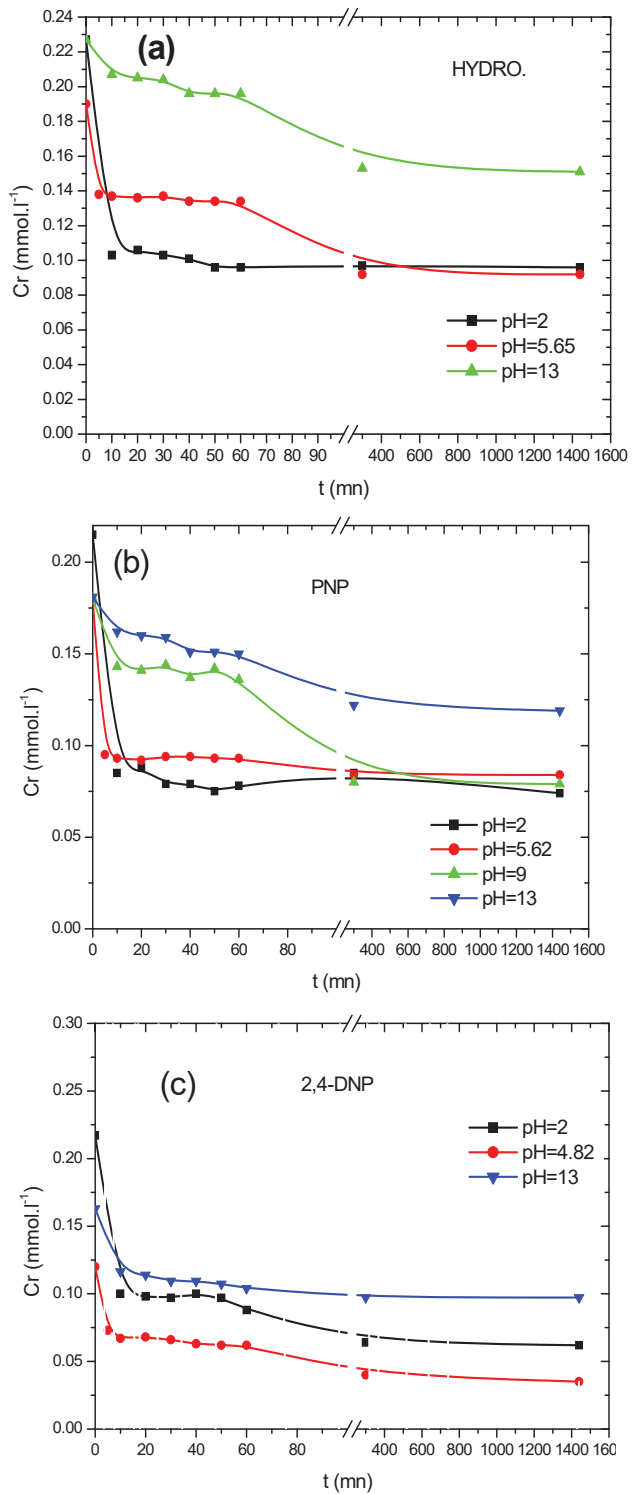 (a)
HYDRO.
Cr (mmol.l⁻¹)
0.24
0.22
0.20
0.18
0.16
0.14
0.12
0.10
0.08
0.06
0.04
0.02
0.00
pH=2
pH=5.65
pH=13
0 10 20 30 40 50 60 70 80 90 400 600 800 1000 1200 1400 1600
t (mn)
(b)
PNP
Cr (mmol.l⁻¹)
0.20
0.15
0.10
0.05
0.00
pH=2
pH=5.62
pH=9
pH=13
0 20 40 60 80 400 600 800 1000 1200 1400 1600
t (mn)
(c)
2,4-DNP
Cr (mmol.l⁻¹)
0.30
0.25
0.20
0.15
0.10
0.05
0.00
pH=2
pH=4.82
pH=13
0 20 40 60 80 400 600 800 1000 1200 1400
t (mn)